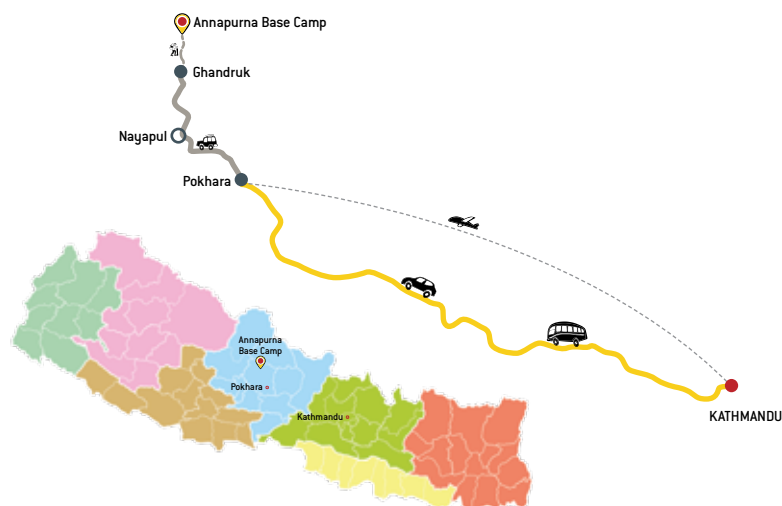 Annapurna Base Camp
Ghandruk
Nayapul
Pokhara
KATHMANDU
Annapurna
Base Camp
Pokhara
Kathmandu